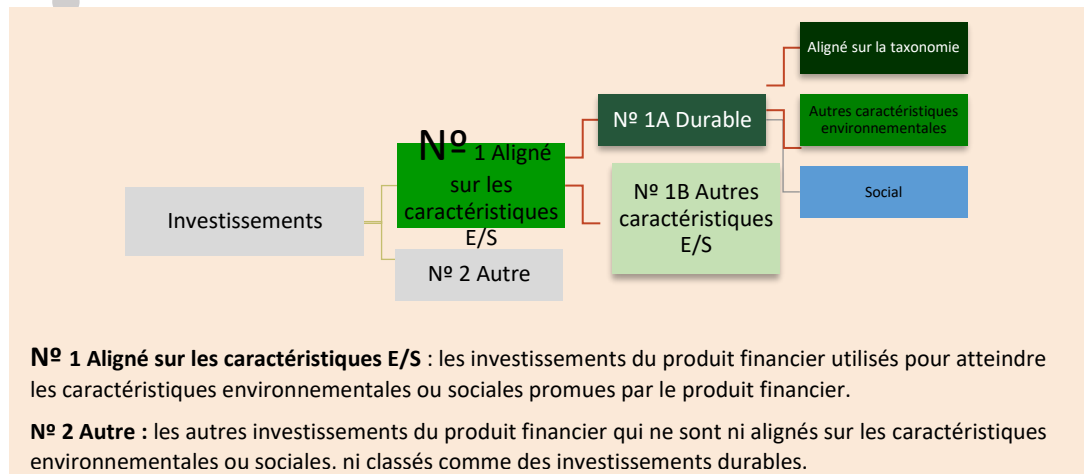 Aligné sur la taxonomie
Nº 1A Durable
Autres caractéristiques
environnementales
Nº 1 Aligné
sur les
caractéristiques
E/S
Nº 1B Autres
caractéristiques
E/S
Social
Investissements
Nº 2 Autre
Nº 1 Aligné sur les caractéristiques E/S : les investissements du produit financier utilisés pour atteindre
les caractéristiques environnementales ou sociales promues par le produit financier.
Nº 2 Autre : les autres investissements du produit financier qui ne sont ni alignés sur les caractéristiques
environnementales ou sociales, ni classés comme des investissements durables.